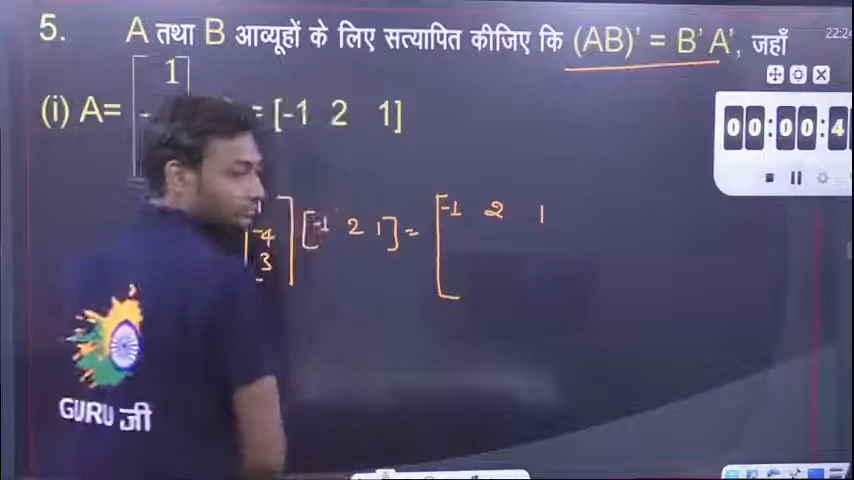 5. A तथा B आव्यूहों के लिए सत्यापित कीजिए कि (AB)' = B'A', जहाँ
22:24
(i) A= [1 = [-1 2 1]
00:00:4
-4 3 [-1 2 1] = [-1 2 1
GURU जी